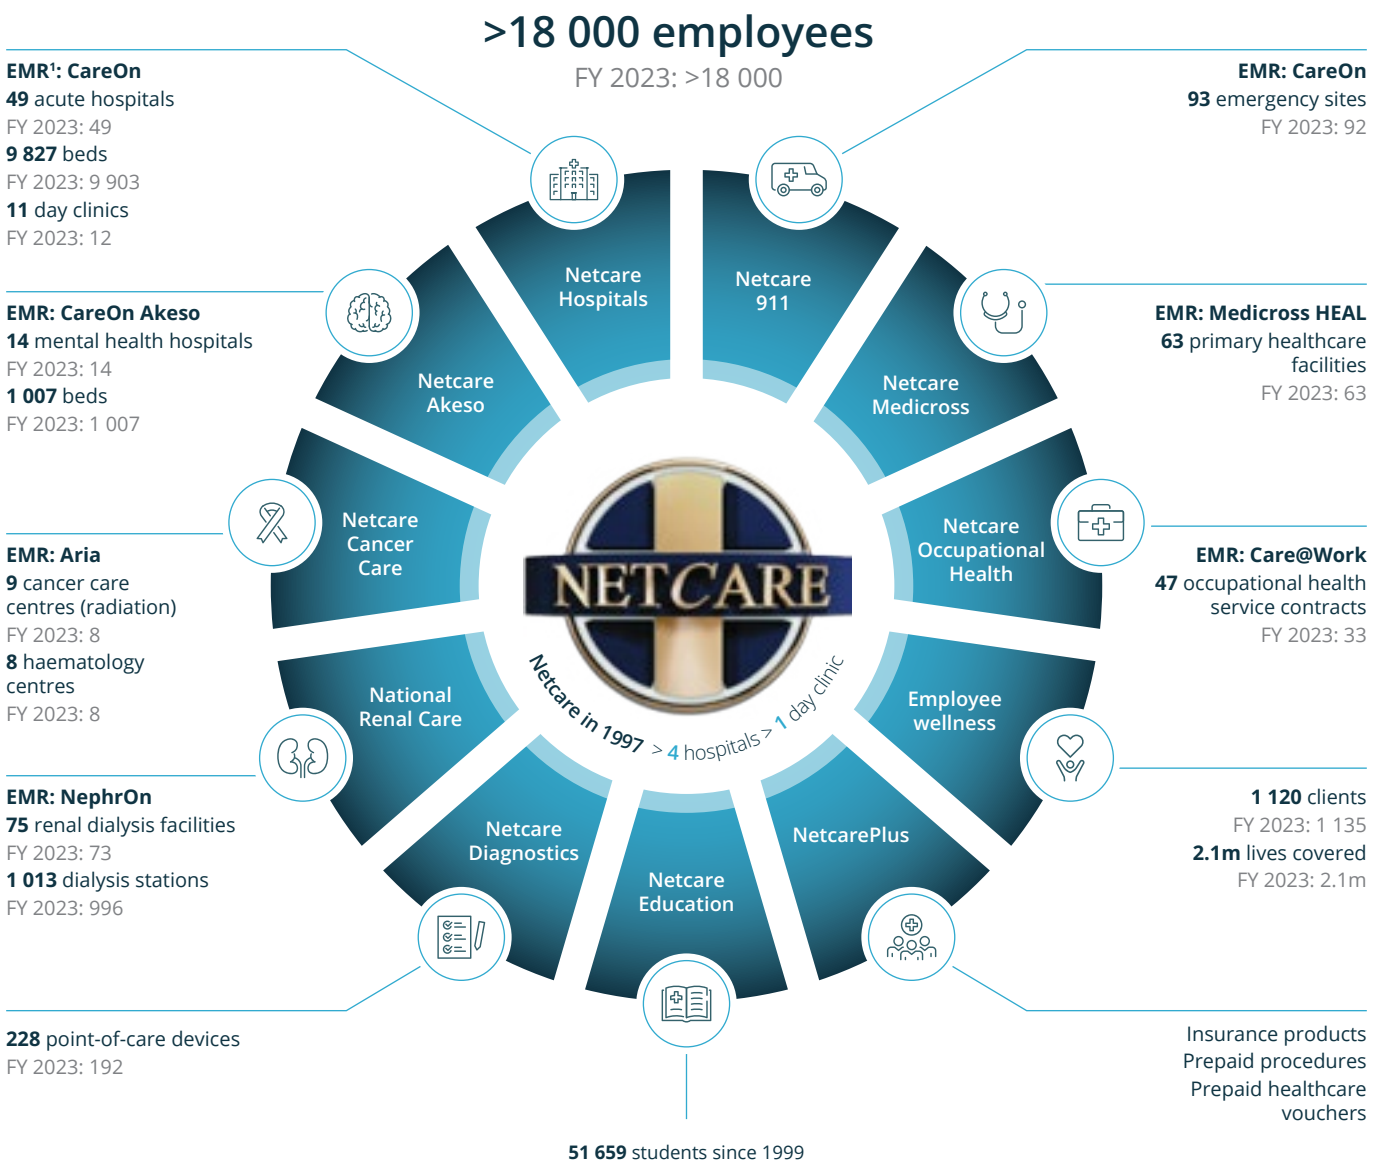 >18 000 employees
FY 2023: >18 000
EMR¹: CareOn
49 acute hospitals
FY 2023: 49
9 827 beds
FY 2023: 9 903
11 day clinics
FY 2023: 12
EMR: CareOn
93 emergency sites
FY 2023: 92
Netcare
Hospitals
Netcare
911
EMR: CareOn Akeso
14 mental health hospitals
FY 2023: 14
1 007 beds
FY 2023: 1 007
Netcare
Akeso
Netcare
Medicross
EMR: Medicross HEAL
63 primary healthcare
facilities
FY 2023: 63
EMR: Aria
9 cancer care
centres (radiation)
FY 2023: 8
8 haematology
centres
FY 2023: 8
Netcare
Cancer
Care
NETCARE
Netcare in 1997 > 4 hospitals > 1 day clinic
Netcare
Occupational
Health
EMR: Care@Work
47 occupational health
service contracts
FY 2023: 33
National
Renal Care
Employee
wellness
EMR: NephrOn
75 renal dialysis facilities
FY 2023: 73
1 013 dialysis stations
FY 2023: 996
1 120 clients
FY 2023: 1 135
2.1m lives covered
FY 2023: 2.1m
Netcare
Diagnostics
Netcare
Education
NetcarePlus
228 point-of-care devices
FY 2023: 192
Insurance products
Prepaid procedures
Prepaid healthcare
vouchers
51 659 students since 1999